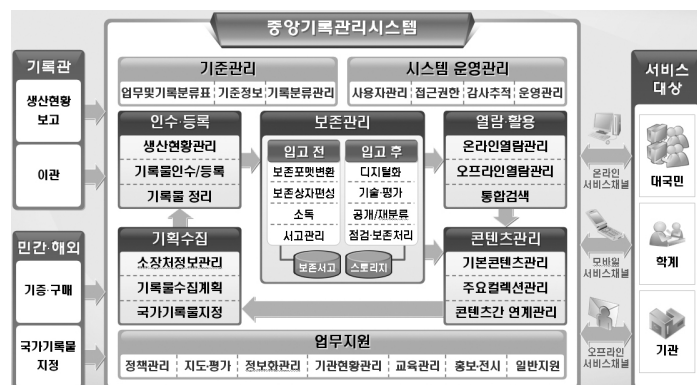 중앙기록관리시스템
기록관
생산현황
보고
이관
민간·해외
기증·구매
국가기록물
지정
기준관리
업무및기록분류표 기준정보 기록분류관리
시스템 운영관리
사용자관리 접근권한 감사추적 운영관리
인수·등록
생산현황관리
기록물인수/등록
기록물 정리
기획수집
소장처정보관리
기록물수집계획
국가기록물지정
보존관리
입고 전
보존포맷변환
보존상자편성
소독
서고관리
입고 후
디지털화
기술·평가
공개/재분류
점검·보존처리
보존서고
스토리지
열람·활용
온라인열람관리
오프라인열람관리
통합검색
콘텐츠관리
기본콘텐츠관리
주요컬렉션관리
콘텐츠간 연계관리
업무지원
정책관리 지도·평가 정보화관리 기관현황관리 교육관리 홍보·전시 일반지원
온라인
서비스채널
모바일
서비스채널
오프라인
서비스채널
서비스
대상
대국민
학계
기관